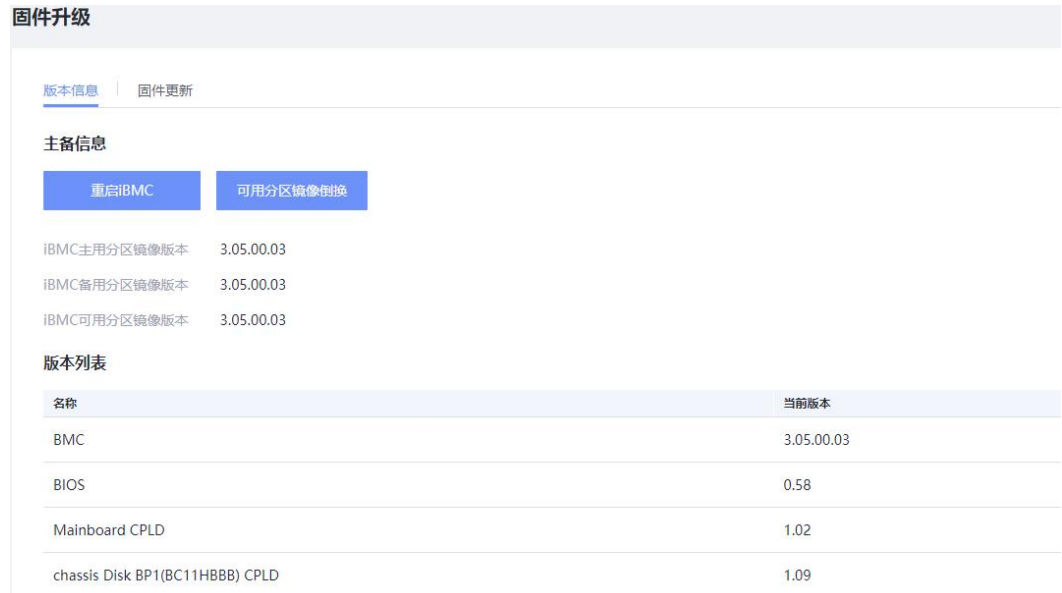 固件升级
版本信息 固件更新
主备信息
重启iBMC 可用分区镜像倒换
iBMC主用分区镜像版本 3.05.00.03
iBMC备用分区镜像版本 3.05.00.03
iBMC可用分区镜像版本 3.05.00.03
版本列表
名称 当前版本
BMC 3.05.00.03
BIOS 0.58
Mainboard CPLD 1.02
chassis Disk BP1(BC11HBBB) CPLD 1.09